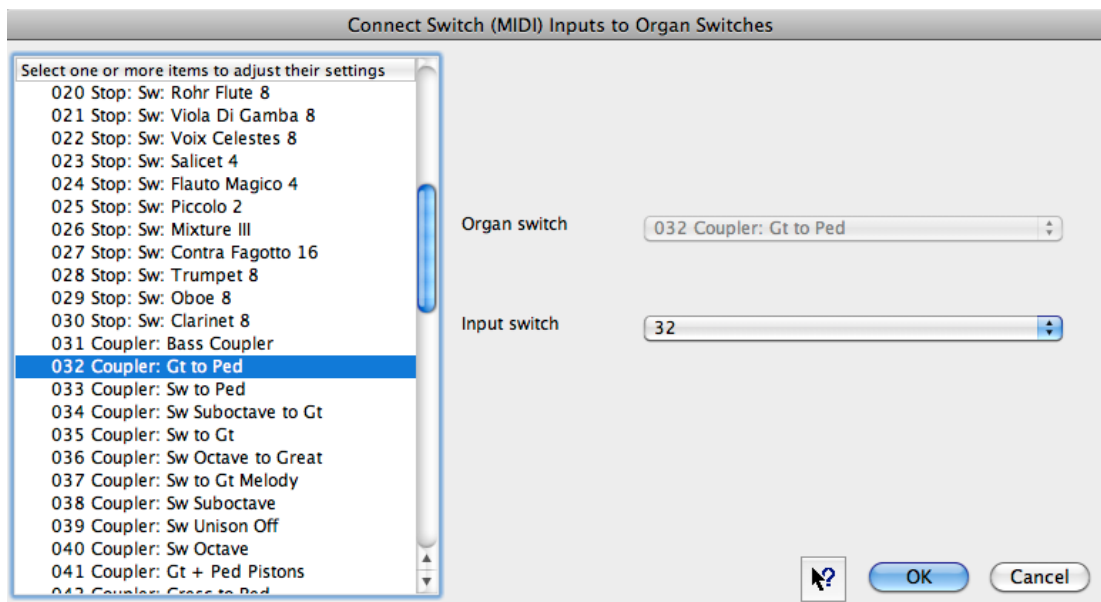 Connect Switch (MIDI) Inputs to Organ Switches
Select one or more items to adjust their settings
020 Stop: Sw: Rohr Flute 8
021 Stop: Sw: Viola Di Gamba 8
022 Stop: Sw: Voix Celestes 8
023 Stop: Sw: Salicet 4
024 Stop: Sw: Flauto Magico 4
025 Stop: Sw: Piccolo 2
026 Stop: Sw: Mixture III
027 Stop: Sw: Contra Fagotto 16
028 Stop: Sw: Trumpet 8
029 Stop: Sw: Oboe 8
030 Stop: Sw: Clarinet 8
031 Coupler: Bass Coupler
032 Coupler: Gt to Ped
033 Coupler: Sw to Ped
034 Coupler: Sw Suboctave to Gt
035 Coupler: Sw to Gt
036 Coupler: Sw Octave to Great
037 Coupler: Sw to Gt Melody
038 Coupler: Sw Suboctave
039 Coupler: Sw Unison Off
040 Coupler: Sw Octave
041 Coupler: Gt + Ped Pistons
042 Coupler: to Ped
Organ switch
032 Coupler: Gt to Ped
Input switch
32
?
OK
Cancel